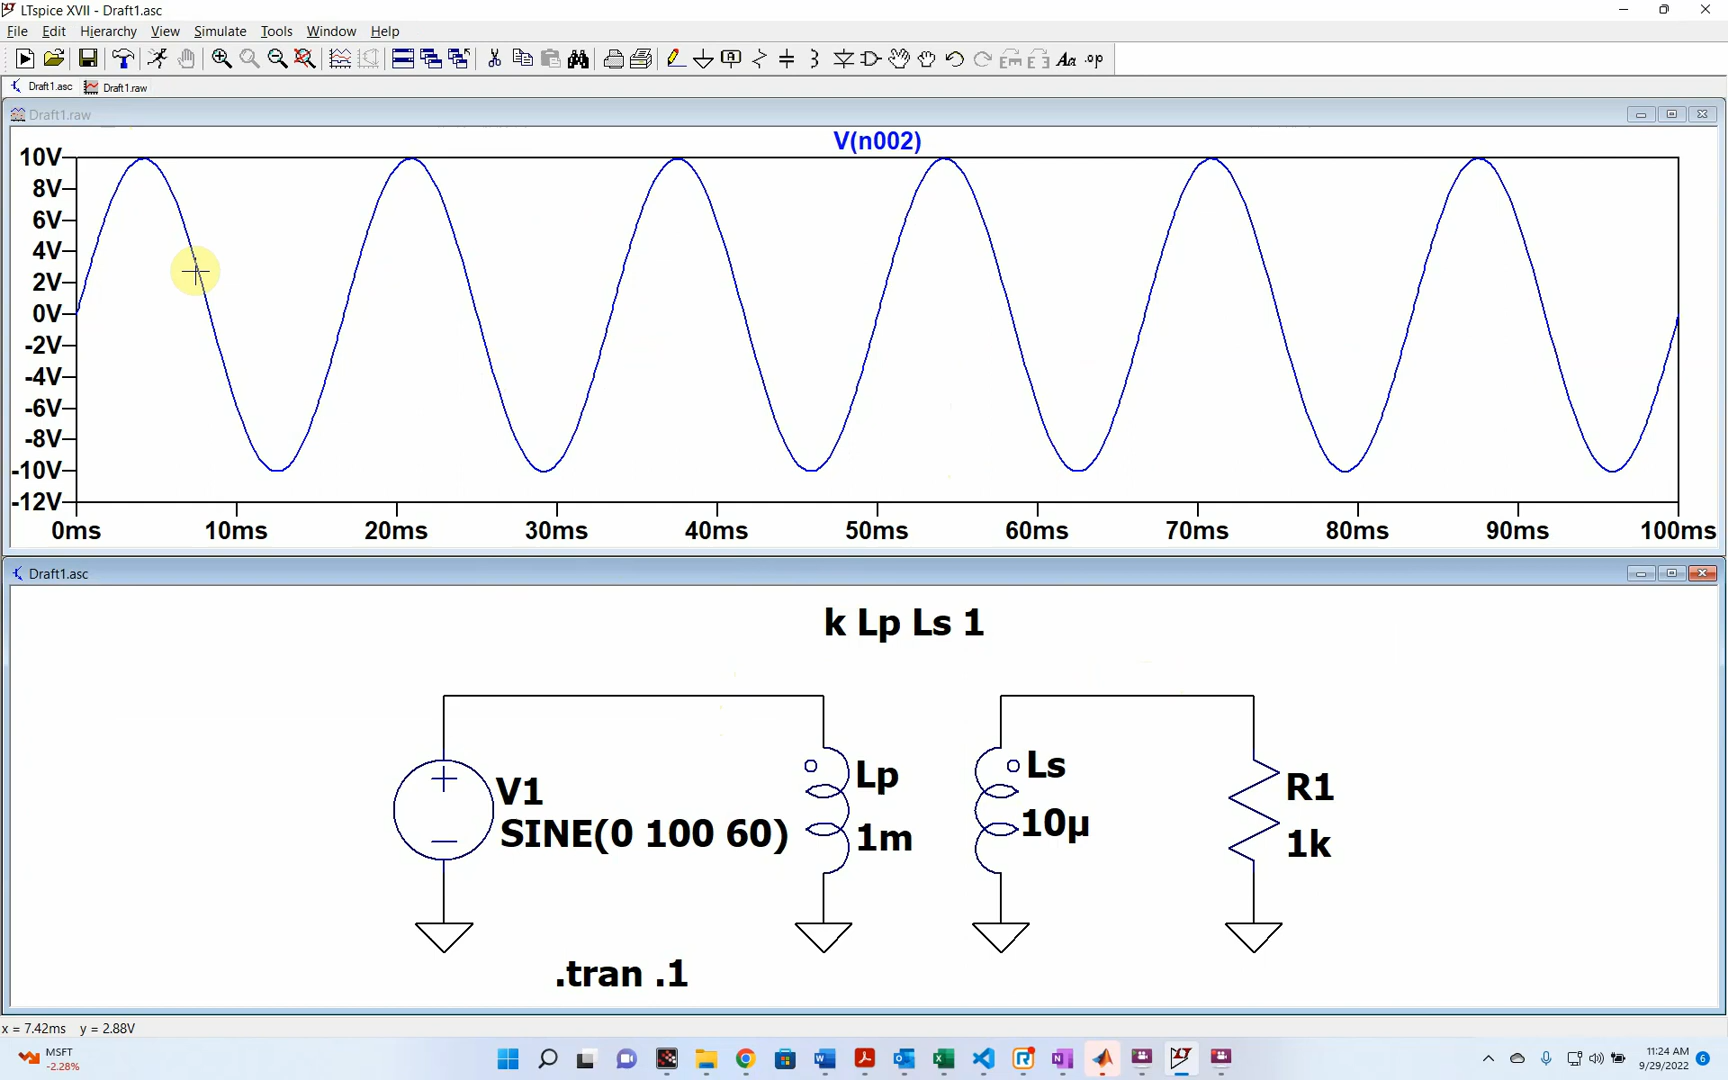 LTspice XVII - Draft1.asc
File Edit Hierarchy View Simulate Tools Window Help
Draft1.asc Draft1.raw
Draft1.raw
V(n002)
10V
8V
6V
4V
2V
0V
-2V
-4V
-6V
-8V
-10V
-12V
0ms 10ms 20ms 30ms 40ms 50ms 60ms 70ms 80ms 90ms 100ms
Draft1.asc
k Lp Ls 1
V1
SINE(0 100 60)
Lp
1m
Ls
10µ
R1
1k
.tran .1
x = 7.42ms y = 2.88V
MSFT
-2.28%
11:24 AM
9/29/2022
6